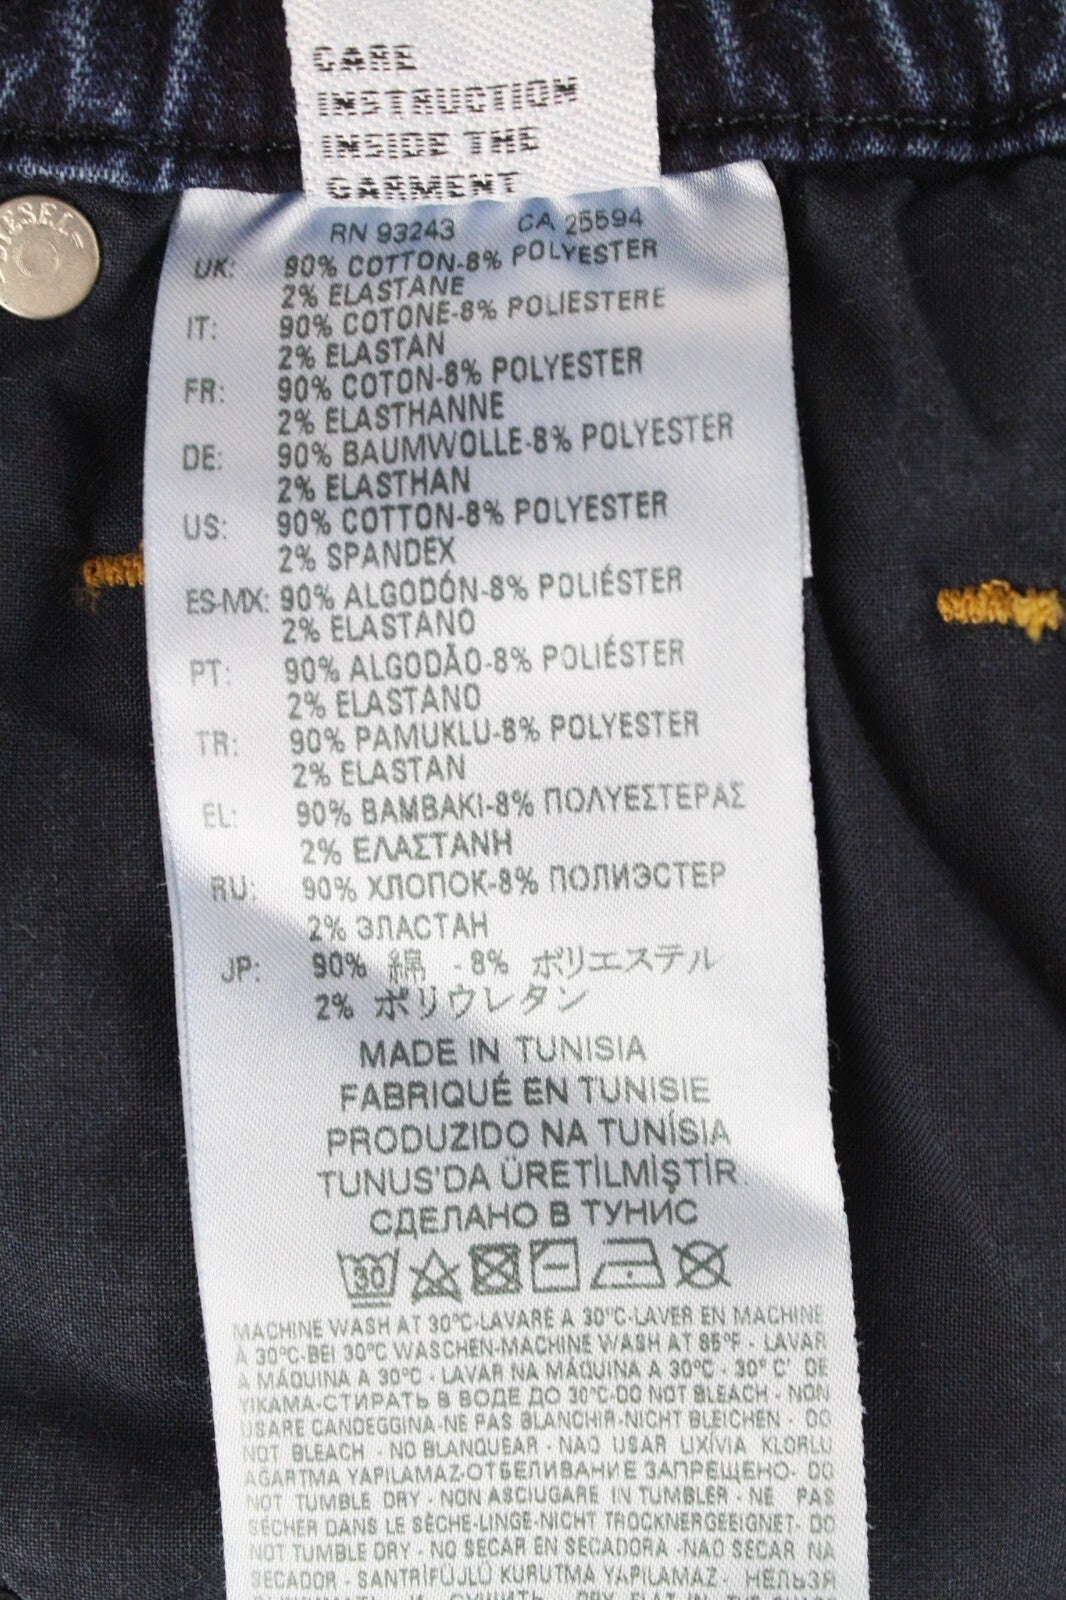 CARE
INSTRUCTION
INSIDE THE
GARMENT
DIESEL
RN 93243 CA 25594
UK: 90% COTTON-8% POLYESTER
2% ELASTANE
IT: 90% COTONE-8% POLIESTERE
2% ELASTAN
FR: 90% COTON-8% POLYESTER
2% ELASTHANNE
DE: 90% BAUMWOLLE-8% POLYESTER
2% ELASTHAN
US: 90% COTTON-8% POLYESTER
2% SPANDEX
ES-MX: 90% ALGODÓN-8% POLIÉSTER
2% ELASTANO
PT: 90% ALGODÃO-8% POLIÉSTER
2% ELASTANO
TR: 90% PAMUKLU-8% POLYESTER
2% ELASTAN
EL: 90% ΒΑΜΒΑΚΙ-8% ΠΟΛΥΕΣΤΕΡΑΣ
2% ΕΛΑΣΤΑΝΗ
RU: 90% ХЛОПОК-8% ПОЛИЭСТЕР
2% ЭЛАСТАН
JP: 90% 綿 - 8% ポリエステル
2% ポリウレタン
MADE IN TUNISIA
FABRIQUÉ EN TUNISIE
PRODUZIDO NA TUNÍSIA
TUNUS'DA ÜRETİLMİŞTİR
СДЕЛАНО В ТУНИС
30
MACHINE WASH AT 30°C-LAVARE A 30°C-LAVER EN MACHINE
A 30°C-BEI 30°C WASCHEN-MACHINE WASH AT 85°F - LAVAR
A MÁQUINA A 30°C - LAVAR NA MÁQUINA A 30°C - 30° C' DE
YIKAMA-СТИРАТЬ В ВОДЕ ДО 30°C-DO NOT BLEACH - NON
USARE CANDEGGINA-NE PAS BLANCHIR-NICHT BLEICHEN - DO
NOT BLEACH - NO BLANQUEAR - NAO USAR LIXÍVIA KLORLU
AĞARTMA YAPILAMAZ-ОТБЕЛИВАНИЕ ЗАПРЕЩЕНО- DO
NOT TUMBLE DRY - NON ASCIUGARE IN TUMBLER - NE PAS
SÉCHER DANS LE SÈCHE-LINGE-NICHT TROCKNERGEEIGNET- DO
NOT TUMBLE DRY - NO SECAR EN SECADORA -NAO SECAR NA
SECADOR - SANTRİFÜJLÜ KURUTMA YAPILAMAZ - НЕЛЬЗЯ